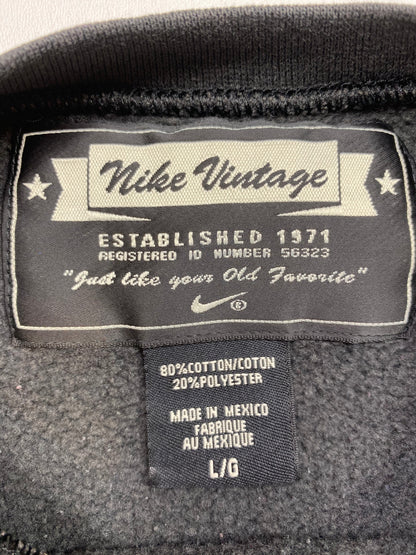 Nike Vintage
ESTABLISHED 1971
REGISTERED ID NUMBER 56323
"Just like your Old Favorite"
®
80%COTTON/COTON
20%POLYESTER
MADE IN MEXICO
FABRIQUE
AU MEXIQUE
L/G